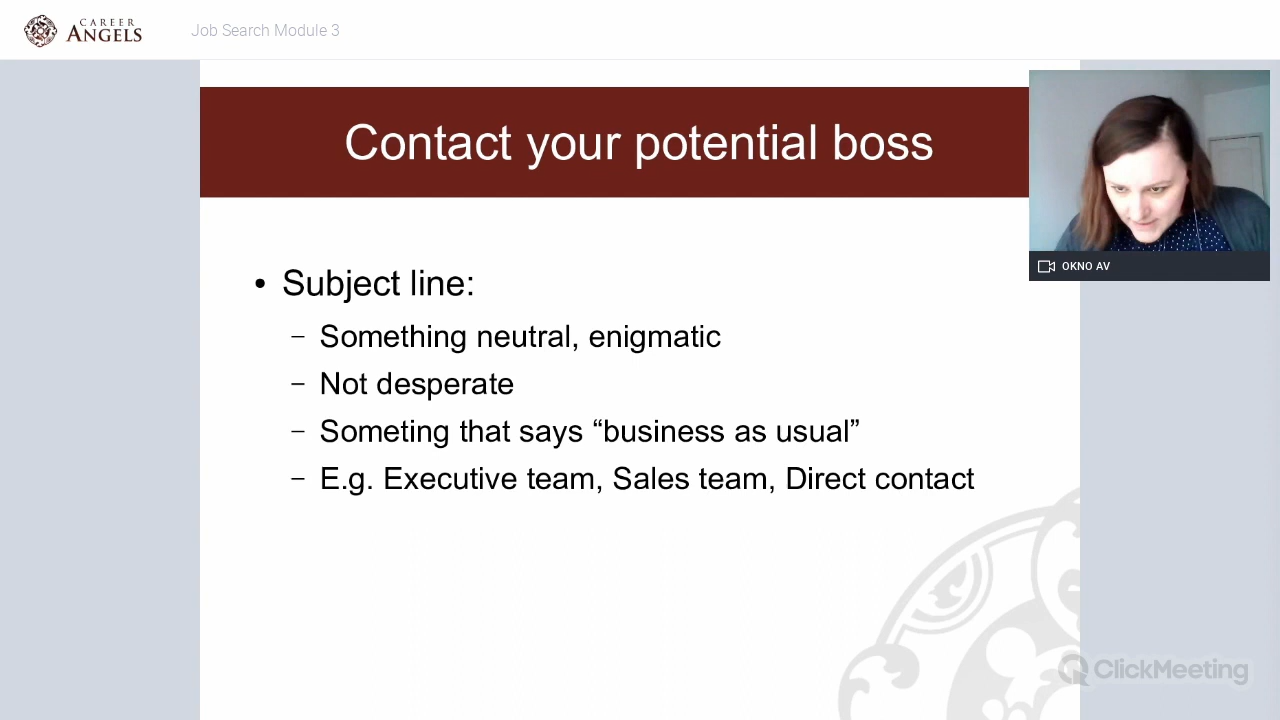 CAREER
ANGELS
Job Search Module 3
Contact your potential boss
OKNO AV
• Subject line:
– Something neutral, enigmatic
– Not desperate
– Someting that says “business as usual”
– E.g. Executive team, Sales team, Direct contact
ClickMeeting